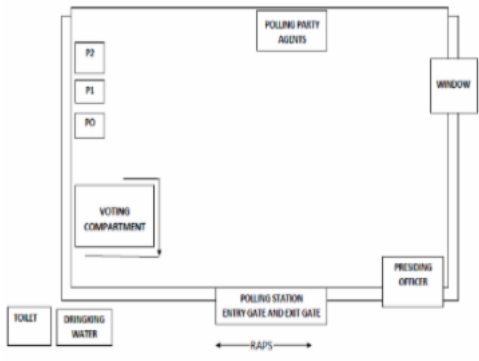 POLLING PARTY
AGENTS
P2
WINDOW
P1
PO
VOTING
COMPARTMENT
PRESIDING
OFFICER
POLLING STATION
ENTRY GATE AND EXIT GATE
TOILET
DRINGKING
WATER
RAPS